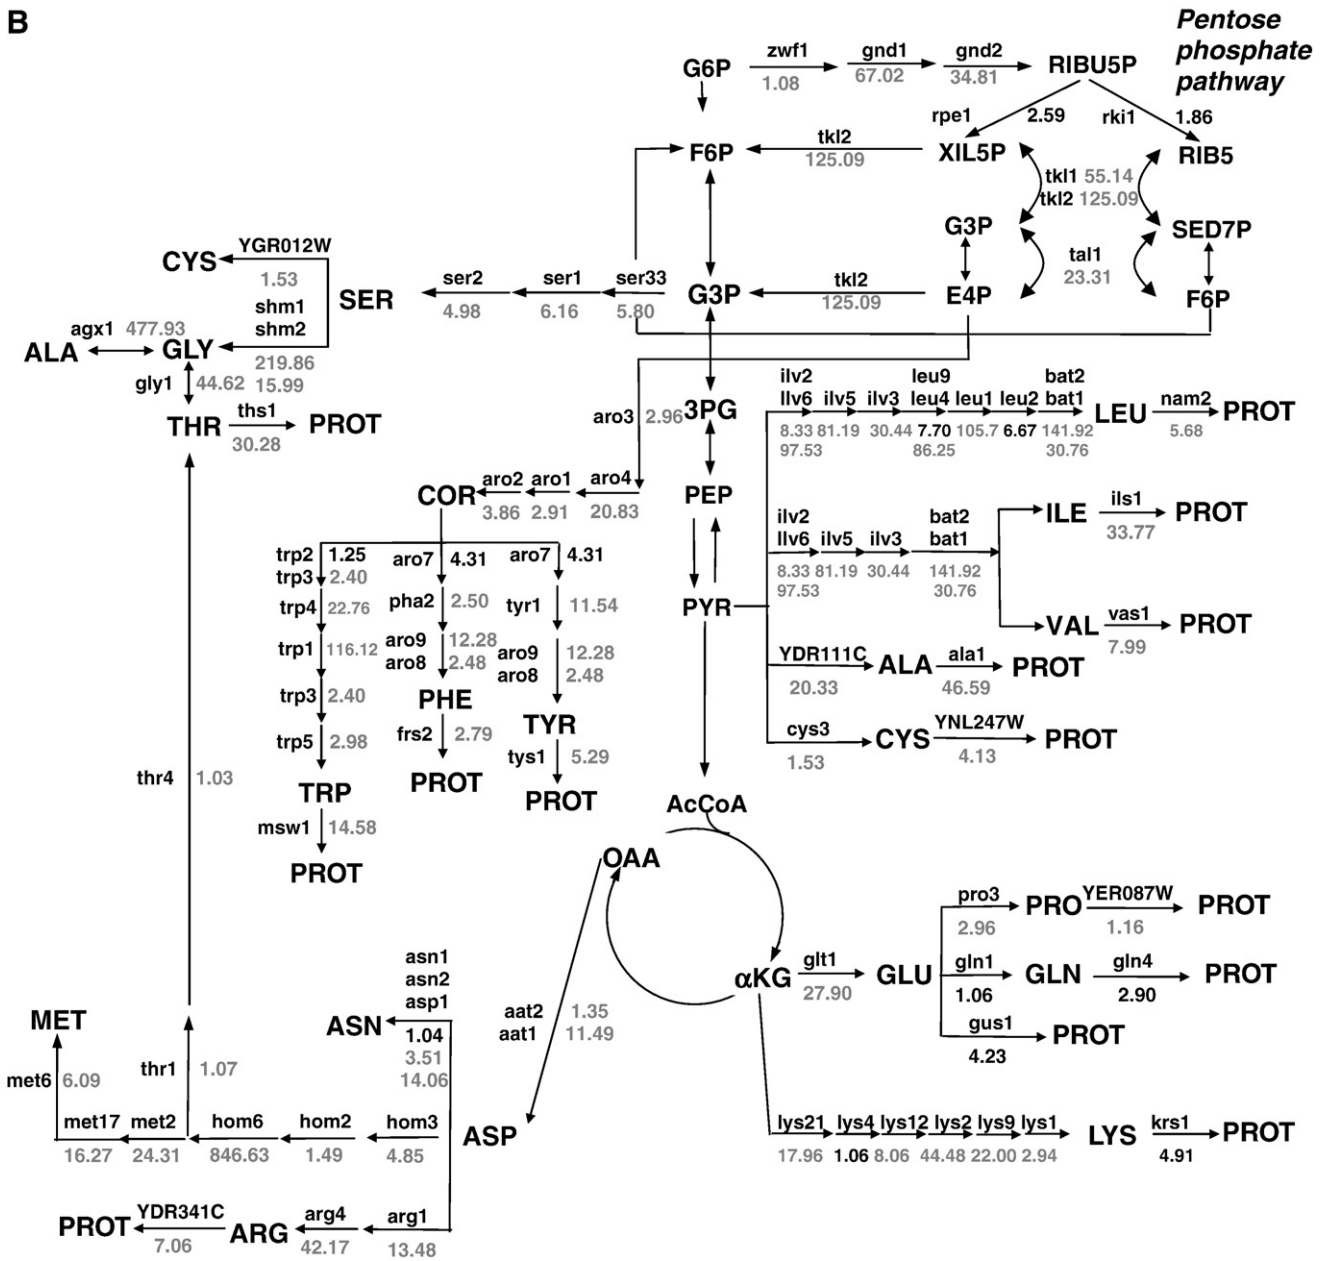 B
Pentose
phosphate
pathway
G6P
zwf1
1.08
gnd1
67.02
gnd2
34.81
RIBU5P
rpe1
2.59
rki1
1.86
F6P
tkl2
125.09
XIL5P
RIB5
tkl1 55.14
tkl2 125.09
G3P
SED7P
tal1
23.31
E4P
F6P
CYS
YGR012W
1.53
SER
shm1
shm2
219.86
15.99
ser2
4.98
ser1
6.16
ser33
5.80
G3P
tkl2
125.09
ALA
agx1 477.93
GLY
gly1 44.62
THR
ths1
30.28
PROT
aro3 2.96
3PG
ilv2
Ilv6
8.33
97.53
ilv5
81.19
ilv3
30.44
leu9
leu4
7.70
86.25
leu1
105.7
leu2
6.67
bat2
bat1
141.92
30.76
LEU
nam2
5.68
PROT
COR
aro2
3.86
aro1
2.91
aro4
20.83
PEP
ilv2
Ilv6
8.33
97.53
ilv5
81.19
ilv3
30.44
bat2
bat1
141.92
30.76
ILE
ils1
33.77
PROT
VAL
vas1
7.99
PROT
PYR
YDR111C
20.33
ALA
ala1
46.59
PROT
cys3
1.53
CYS
YNL247W
4.13
PROT
trp2 1.25
trp3 2.40
trp4 22.76
trp1 116.12
trp3 2.40
trp5 2.98
TRP
msw1 14.58
PROT
aro7 4.31
pha2 2.50
aro9 12.28
aro8 2.48
PHE
frs2 2.79
PROT
aro7 4.31
tyr1 11.54
aro9 12.28
aro8 2.48
TYR
tys1 5.29
PROT
thr4 1.03
AcCoA
OAA
αKG
glt1
27.90
GLU
pro3
2.96
PRO
YER087W
1.16
PROT
gln1
1.06
GLN
gln4
2.90
PROT
gus1
4.23
PROT
aat2 1.35
aat1 11.49
asn1
asn2
asp1
ASN
1.04
3.51
14.06
MET
met6 6.09
thr1 1.07
met17
16.27
met2
24.31
hom6
846.63
hom2
1.49
hom3
4.85
ASP
lys21
17.96
lys4
1.06
lys12
8.06
lys2
44.48
lys9
22.00
lys1
2.94
LYS
krs1
4.91
PROT
PROT
YDR341C
7.06
ARG
arg4
42.17
arg1
13.48